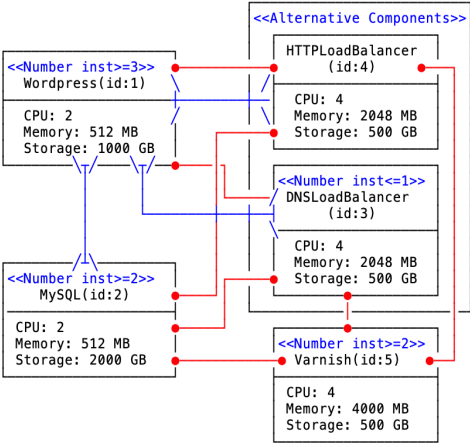 <<Alternative Components>>
<<Number inst>=3>>
Wordpress(id:1)
CPU: 2
Memory: 512 MB
Storage: 1000 GB
HTTPLoadBalancer
(id:4)
CPU: 4
Memory: 2048 MB
Storage: 500 GB
<<Number inst<=1>>
DNSLoadBalancer
(id:3)
CPU: 4
Memory: 2048 MB
Storage: 500 GB
<<Number inst>=2>>
MySQL(id:2)
CPU: 2
Memory: 512 MB
Storage: 2000 GB
<<Number inst>=2>>
Varnish(id:5)
CPU: 4
Memory: 4000 MB
Storage: 500 GB